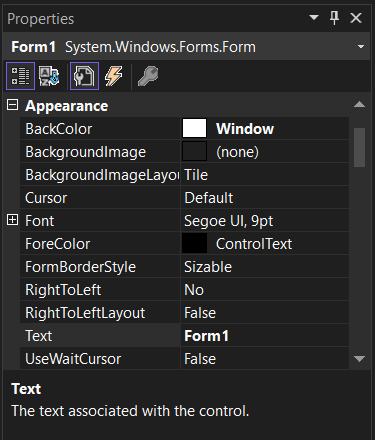 Properties
Form1 System.Windows.Forms.Form
Appearance
BackColor Window
BackgroundImage (none)
BackgroundImageLayou Tile
Cursor Default
Font Segoe UI, 9pt
ForeColor ControlText
FormBorderStyle Sizable
RightToLeft No
RightToLeftLayout False
Text Form1
UseWaitCursor False
Text
The text associated with the control.